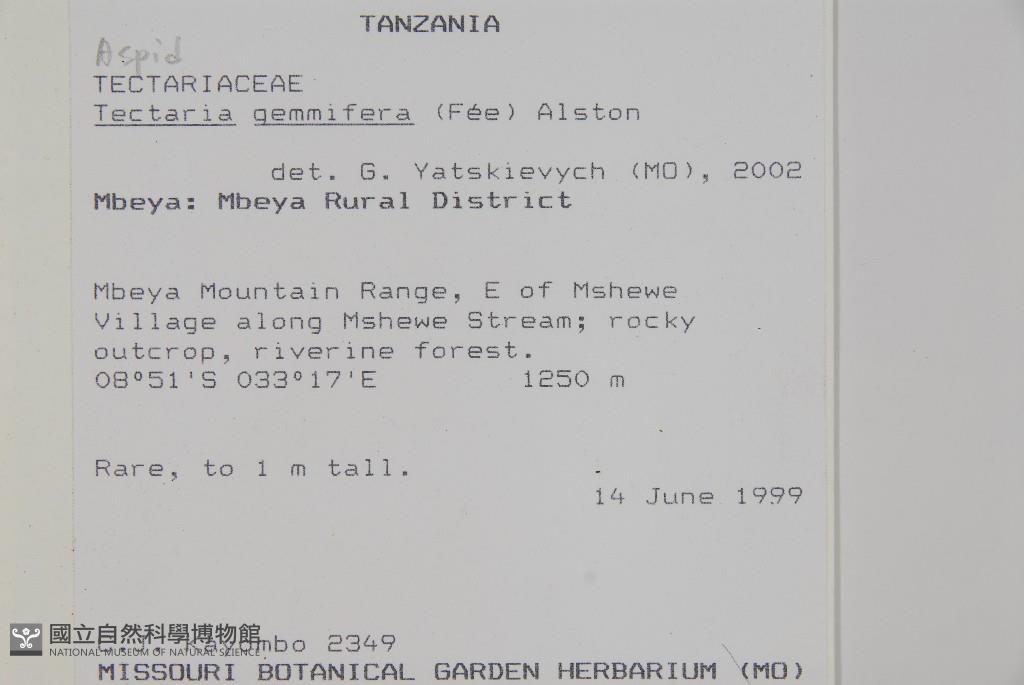 TANZANIA
Aspid
TECTARIACEAE
Tectaria gemmifera (Fée) Alston
det. G. Yatskievych (MO), 2002
Mbeya: Mbeya Rural District
Mbeya Mountain Range, E of Mshewe
Village along Mshewe Stream; rocky
outcrop, riverine forest.
08°51'S 033°17'E 1250 m
Rare, to 1 m tall.
14 June 1999
國立自然科學博物館
NATIONAL MUSEUM OF NATURAL SCIENCE
Kayombo 2349
MISSOURI BOTANICAL GARDEN HERBARIUM (MO)